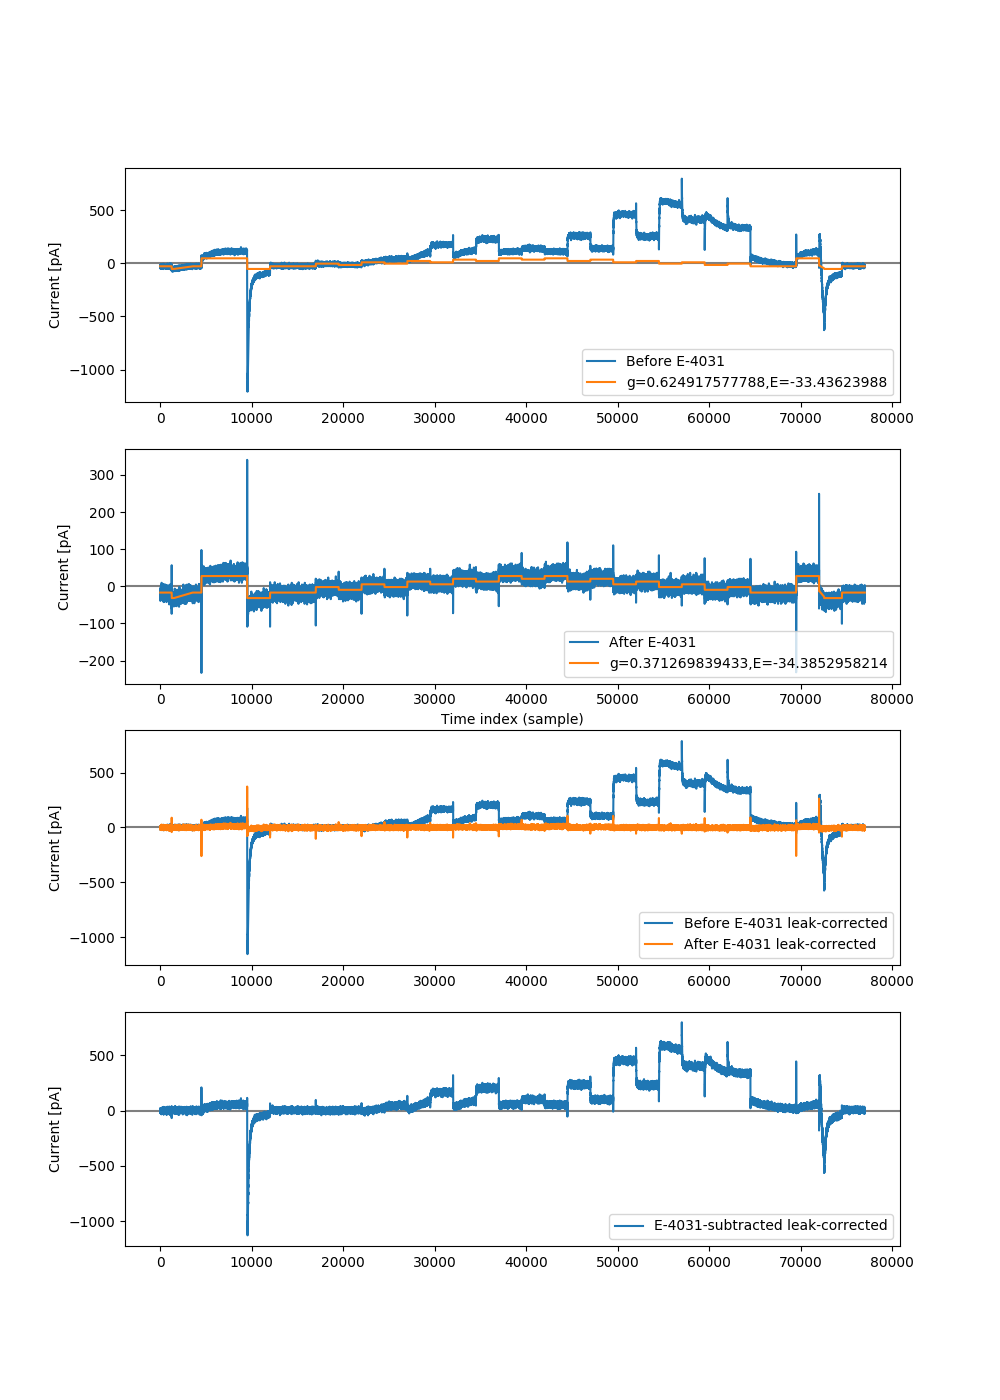 500
0
−500
−1000
Current [pA]
Before E-4031
g=0.624917577788,E=-33.43623988
0 10000 20000 30000 40000 50000 60000 70000 80000
300
200
100
0
−100
−200
Current [pA]
After E-4031
g=0.371269839433,E=-34.3852958214
0 10000 20000 30000 40000 50000 60000 70000 80000
Time index (sample)
500
0
−500
−1000
Current [pA]
Before E-4031 leak-corrected
After E-4031 leak-corrected
0 10000 20000 30000 40000 50000 60000 70000 80000
500
0
−500
−1000
Current [pA]
E-4031-subtracted leak-corrected
0 10000 20000 30000 40000 50000 60000 70000 80000